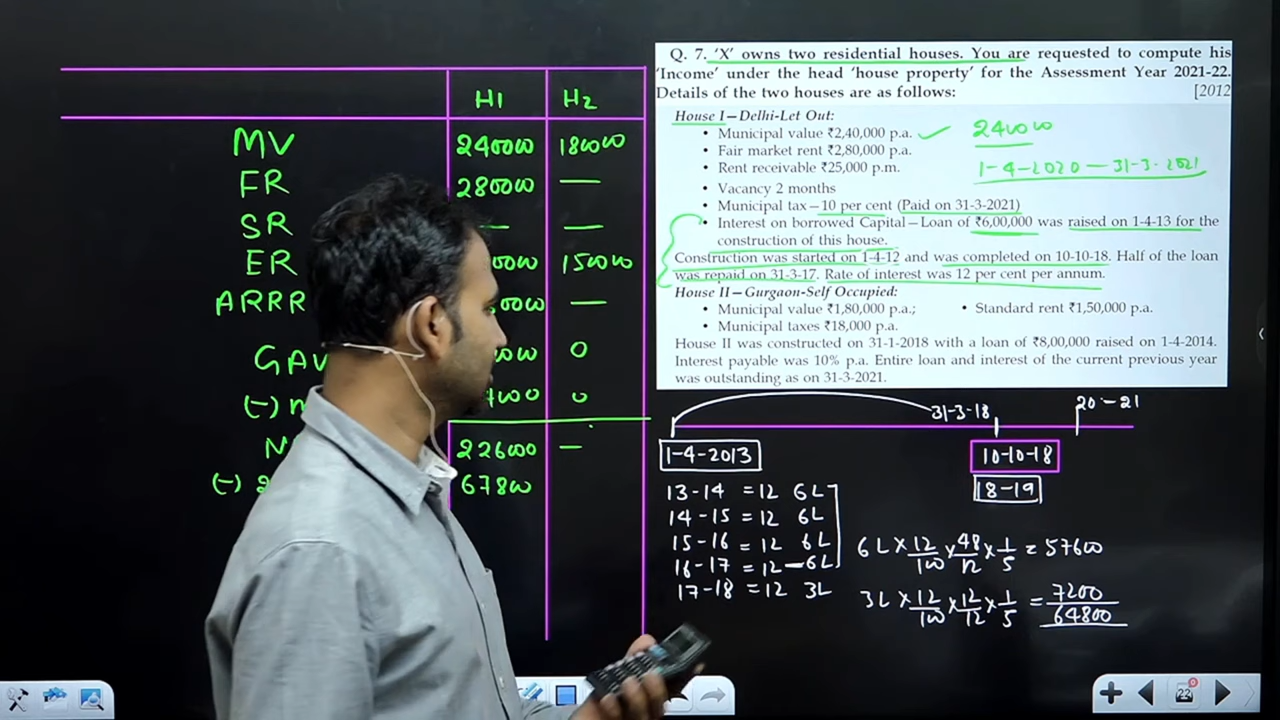 H1 H2
MV 240000 180000
FR 280000 —
SR — —
ER 0000 150000
ARRR 0000 —
GAV 0000 0
(-) 4000 0
N 226000 —
(-) 67800
Q. 7. 'X' owns two residential houses. You are requested to compute his
'Income' under the head 'house property' for the Assessment Year 2021-22.
Details of the two houses are as follows: [2012
House I—Delhi-Let Out:
• Municipal value ₹2,40,000 p.a. ✓ 240000
• Fair market rent ₹2,80,000 p.a.
• Rent receivable ₹25,000 p.m. 1-4-2020 — 31-3-2021
• Vacancy 2 months
• Municipal tax—10 per cent (Paid on 31-3-2021)
• Interest on borrowed Capital—Loan of ₹6,00,000 was raised on 1-4-13 for the
construction of this house.
Construction was started on 1-4-12 and was completed on 10-10-18. Half of the loan
was repaid on 31-3-17. Rate of interest was 12 per cent per annum.
House II—Gurgaon-Self Occupied:
• Municipal value ₹1,80,000 p.a.; • Standard rent ₹1,50,000 p.a.
• Municipal taxes ₹18,000 p.a.
House II was constructed on 31-1-2018 with a loan of ₹8,00,000 raised on 1-4-2014.
Interest payable was 10% p.a. Entire loan and interest of the current previous year
was outstanding as on 31-3-2021.
31-3-18 20-21
1-4-2013 10-10-18
18-19
13-14 = 12 6L
14-15 = 12 6L
15-16 = 12 6L
16-17 = 12 — 6L
17-18 = 12 3L
6L × 12/100 × 48/12 × 1/5 = 57600
3L × 12/100 × 12/12 × 1/5 = 7200
64800
23